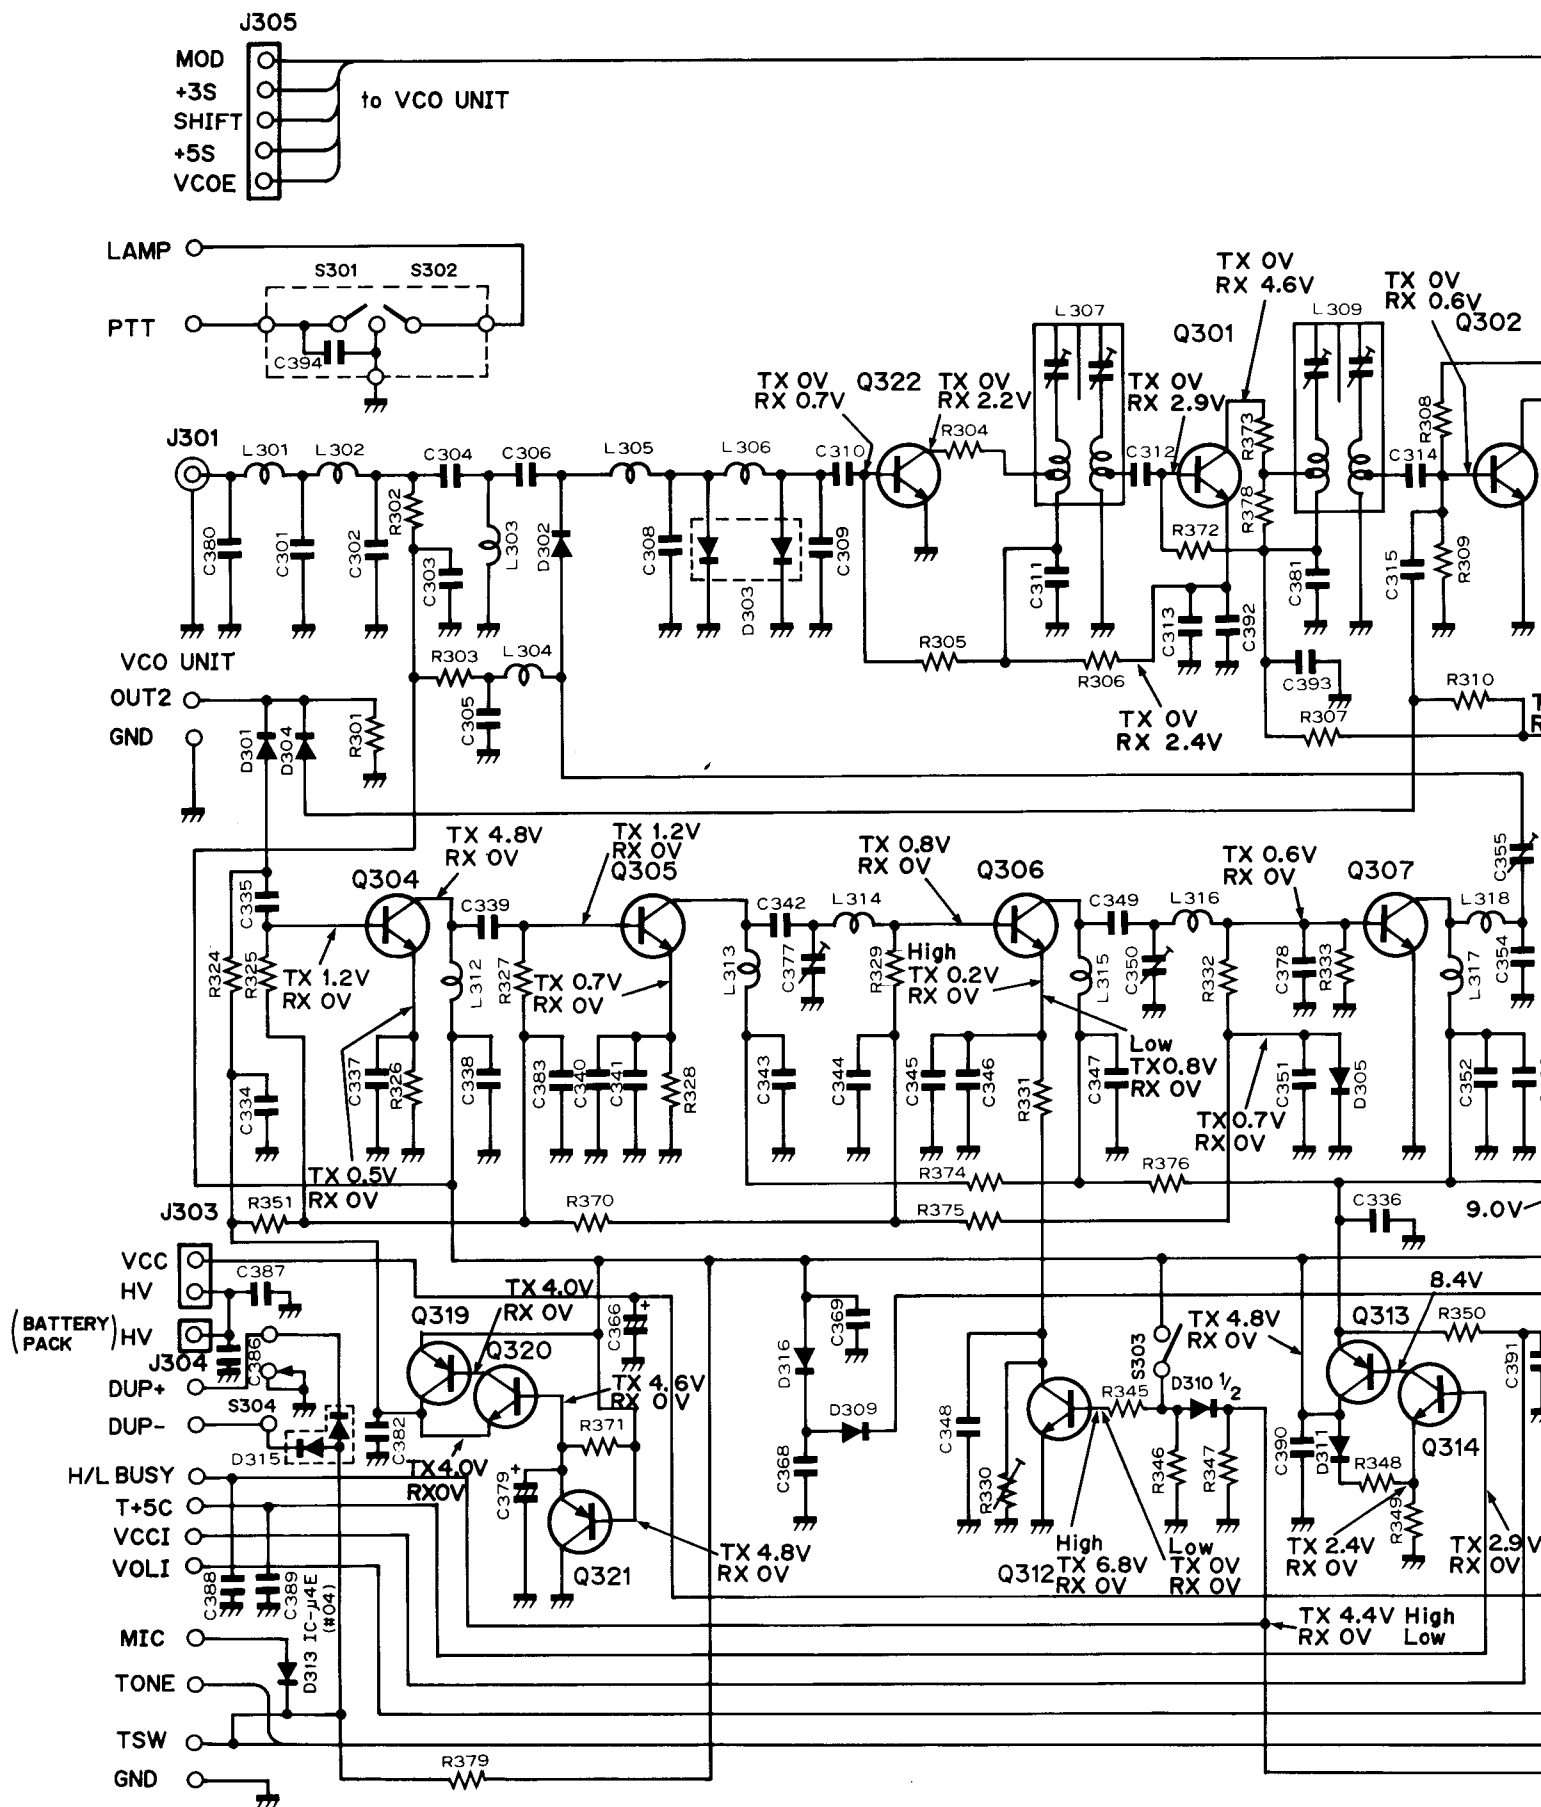 J305
MOD
+3S
to VCO UNIT
SHIFT
+5S
VCOE
LAMP
S301 S302
PTT
C394
TX 0V
RX 4.6V
TX 0V
RX 0.6V
L307
Q301
L309
Q302
TX 0V
RX 0.7V
Q322
TX 0V
RX 2.2V
TX 0V
RX 2.9V
R304
R373
R308
J301
L301
L302
C304
C306
L305
L306
C310
C312
C314
R302
R378
R372
C380
C301
C302
C303
L303
D302
C308
D303
C309
C311
C313
C392
C381
C315
R309
VCO UNIT
R303
L304
R305
R306
C393
R310
OUT2
C305
R307
GND
D301
D304
R301
TX 0V
RX 2.4V
T
R
TX 4.8V
RX 0V
TX 1.2V
RX 0V
TX 0.8V
RX 0V
TX 0.6V
RX 0V
C355
Q304
Q305
Q306
Q307
C335
C339
C342
L314
C349
L316
L318
R324
R325
TX 1.2V
RX 0V
L312
R327
TX 0.7V
RX 0V
L313
C377
R329
High
TX 0.2V
RX 0V
L315
C350
R332
C378
R333
L317
C354
Low
TX0.8V
RX 0V
C334
C337
R326
C338
C383
C340
C341
R328
C343
C344
C345
C346
R331
C347
TX 0.7V
RX 0V
C351
D305
C352
TX 0.5V
RX 0V
R374
R376
J303
R351
R370
R375
C336
9.0V
VCC
HV
C387
TX 4.0V
RX 0V
8.4V
(BATTERY
PACK) HV
Q319
Q320
C366
+
C369
TX 4.8V
RX 0V
Q313
R350
J304
C386
D316
S303
C391
DUP+
TX 4.6V
RX 0V
R345
D310 1/2
DUP-
S304
D315
C382
R371
D309
C348
R346
R347
C390
D311
Q314
H/L BUSY
TX4.0V
RX0V
C379
+
C368
R330
R348
R349
T+5C
VCCI
VOLI
TX 4.8V
RX 0V
High
TX 6.8V
RX 0V
Low
TX 0V
RX 0V
TX 2.4V
RX 0V
TX 2.9V
RX 0V
Q321
Q312
C388
C389
D313 IC-μ4E
(#04)
MIC
TX 4.4V High
RX 0V Low
TONE
TSW
R379
GND